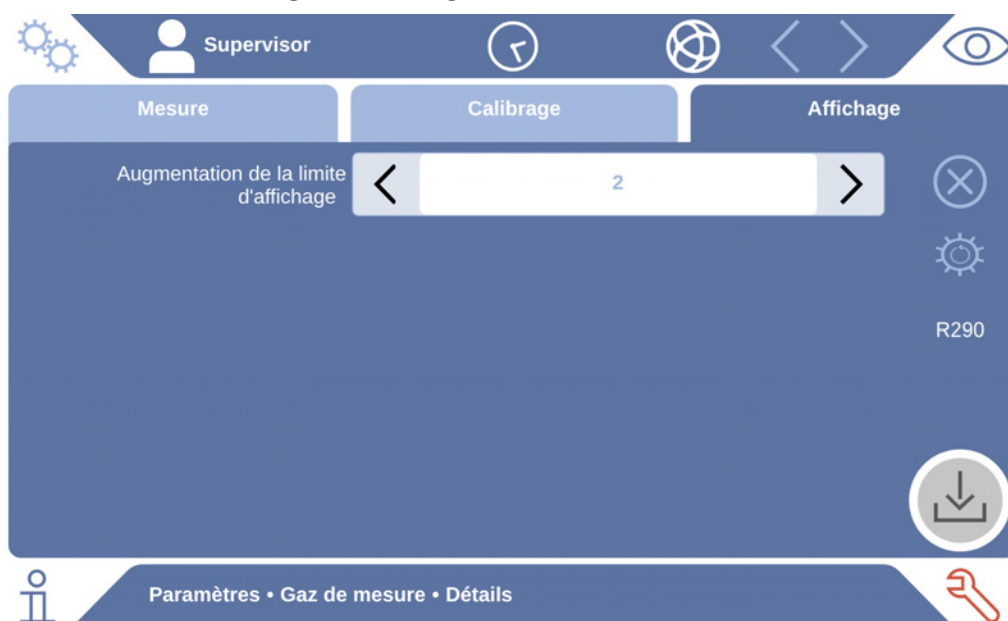 Supervisor
Mesure
Calibrage
Affichage
Augmentation de la limite
d'affichage
2
R290
Paramètres • Gaz de mesure • Détails